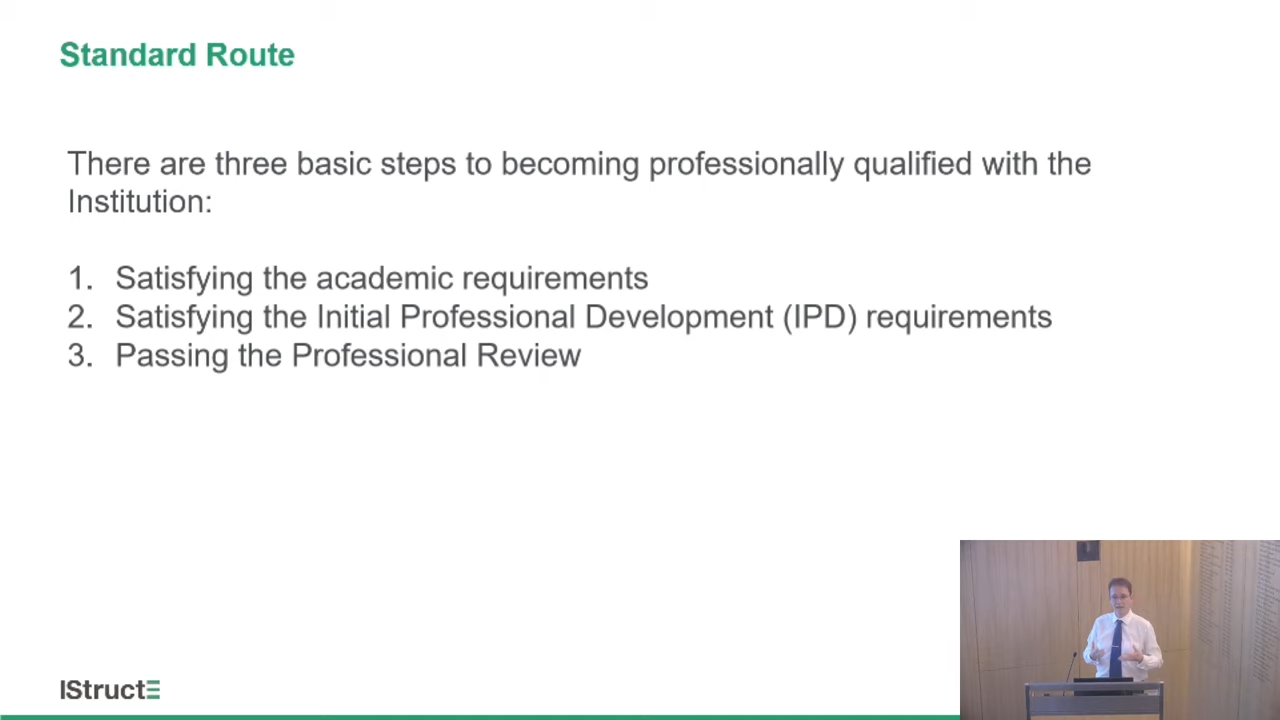 Standard Route
There are three basic steps to becoming professionally qualified with the
Institution:
1. Satisfying the academic requirements
2. Satisfying the Initial Professional Development (IPD) requirements
3. Passing the Professional Review
IStructE